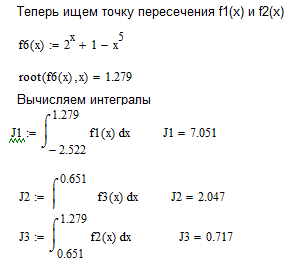 Теперь ищем точку пересечения f1(x) и f2(x)
f6(x) := 2^x + 1 − x^5
root(f6(x), x) = 1.279
Вычисляем интегралы
J1 := ∫_{−2.522}^{1.279} f1(x) dx J1 = 7.051
J2 := ∫^{0.651} f3(x) dx J2 = 2.047
J3 := ∫_{0.651}^{1.279} f2(x) dx J3 = 0.717